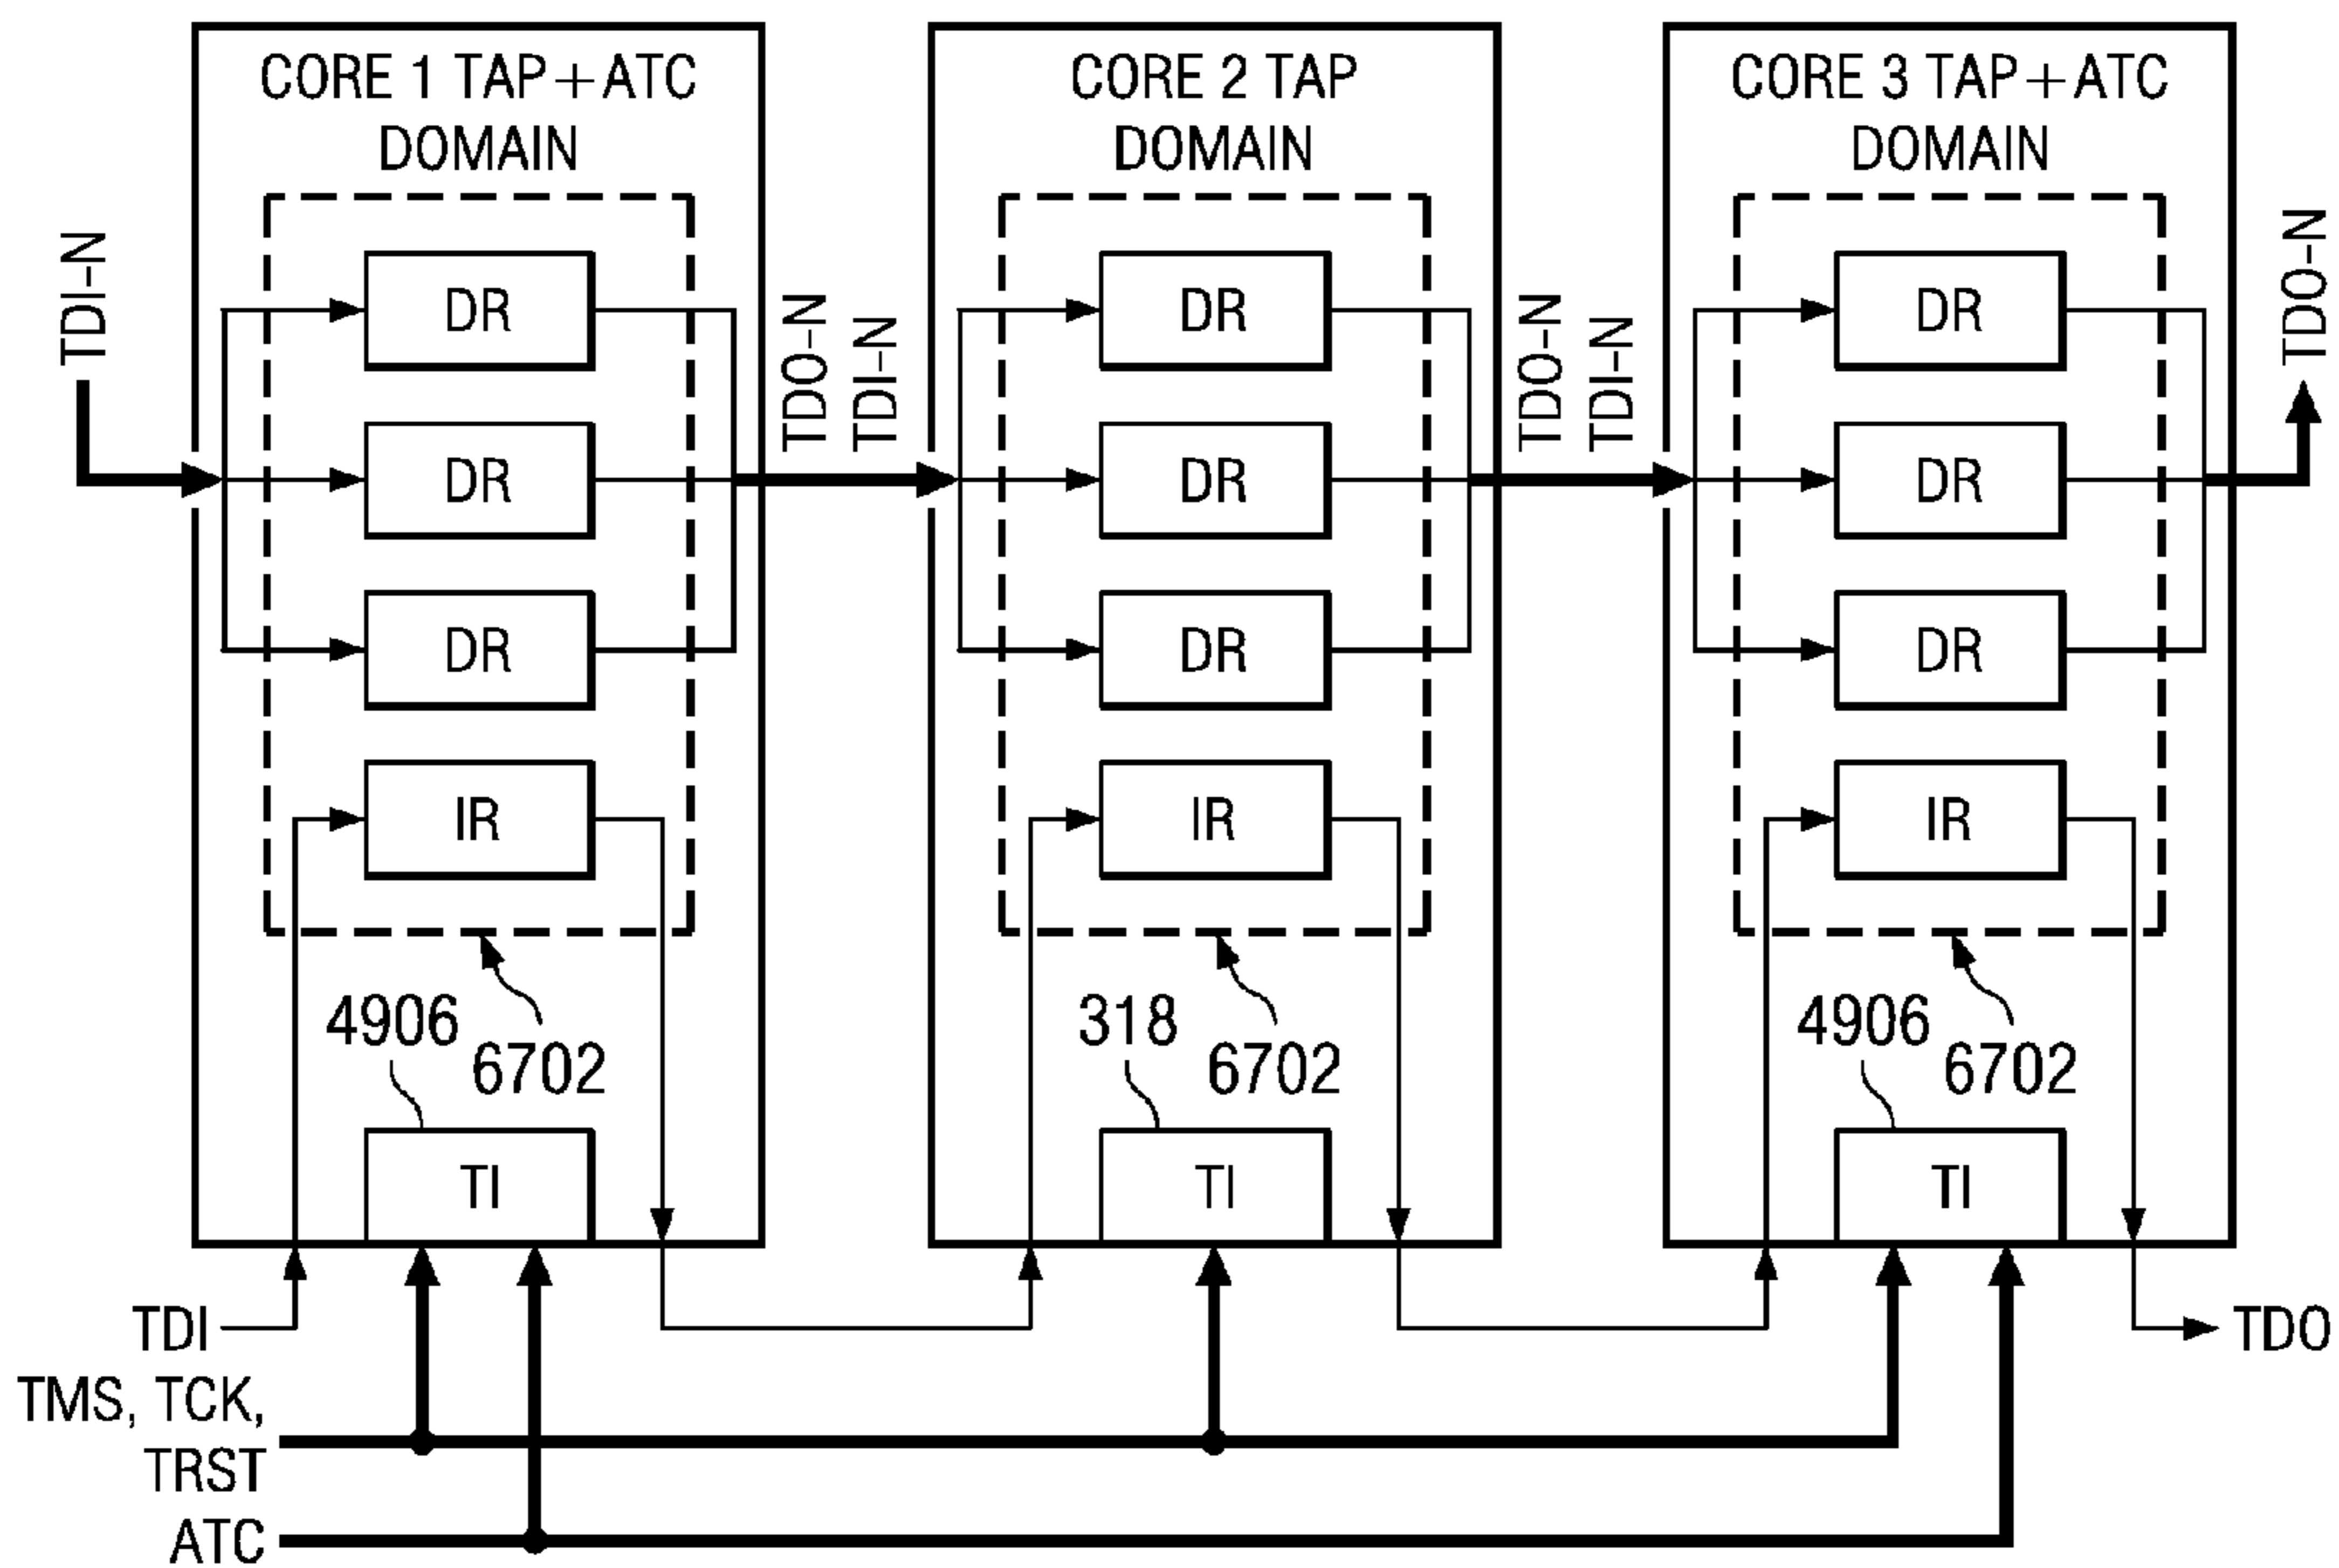 CORE 1 TAP+ATC
DOMAIN
CORE 2 TAP
DOMAIN
CORE 3 TAP+ATC
DOMAIN
TDI-N
DR
DR
DR
IR
TDO-N
TDI-N
DR
DR
DR
IR
TDO-N
TDI-N
DR
DR
DR
IR
TDO-N
4906
6702
318
6702
4906
6702
TI
TI
TI
TDI
TDO
TMS, TCK,
TRST
ATC